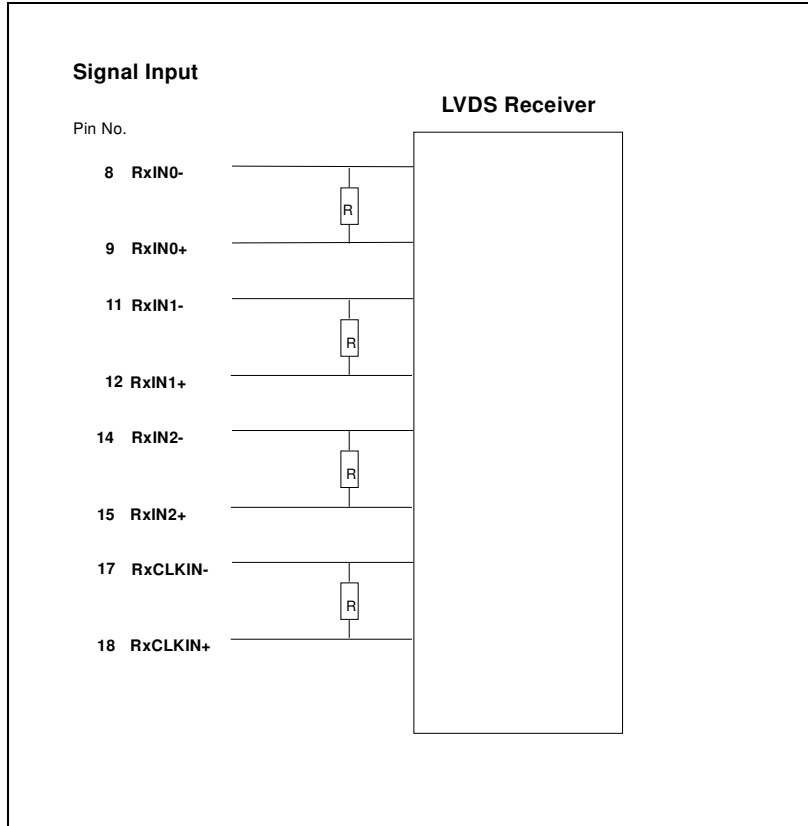 Signal Input
LVDS Receiver
Pin No.
8 RxIN0-
R
9 RxIN0+
11 RxIN1-
R
12 RxIN1+
14 RxIN2-
R
15 RxIN2+
17 RxCLKIN-
R
18 RxCLKIN+